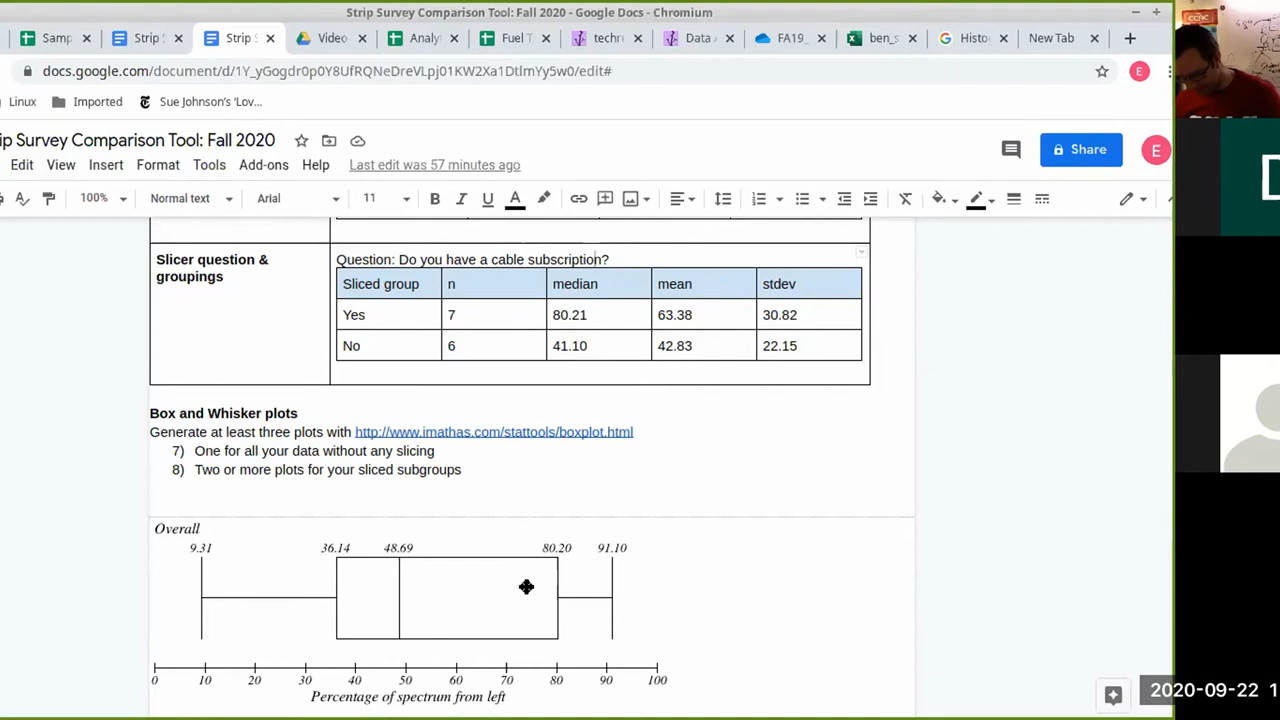 Strip Survey Comparison Tool: Fall 2020 - Google Docs - Chromium
Samp
Strip S
Strip S
Video
Analy
Fuel T
techre
Data A
FA19_
ben_s
Histo
New Tab
docs.google.com/document/d/1Y_yGogdr0p0Y8UfRQNeDreVLpj01KW2Xa1DtlmYy5w0/edit#
E
Linux
Imported
Sue Johnson's 'Lov...
ip Survey Comparison Tool: Fall 2020
Share
E
Edit View Insert Format Tools Add-ons Help Last edit was 57 minutes ago
100% Normal text Arial 11 B I U A
Slicer question &
groupings
Question: Do you have a cable subscription?
Sliced group n median mean stdev
Yes 7 80.21 63.38 30.82
No 6 41.10 42.83 22.15
Box and Whisker plots
Generate at least three plots with http://www.imathas.com/stattools/boxplot.html
7) One for all your data without any slicing
8) Two or more plots for your sliced subgroups
Overall
9.31 36.14 48.69 80.20 91.10
0 10 20 30 40 50 60 70 80 90 100
Percentage of spectrum from left
2020-09-22 1